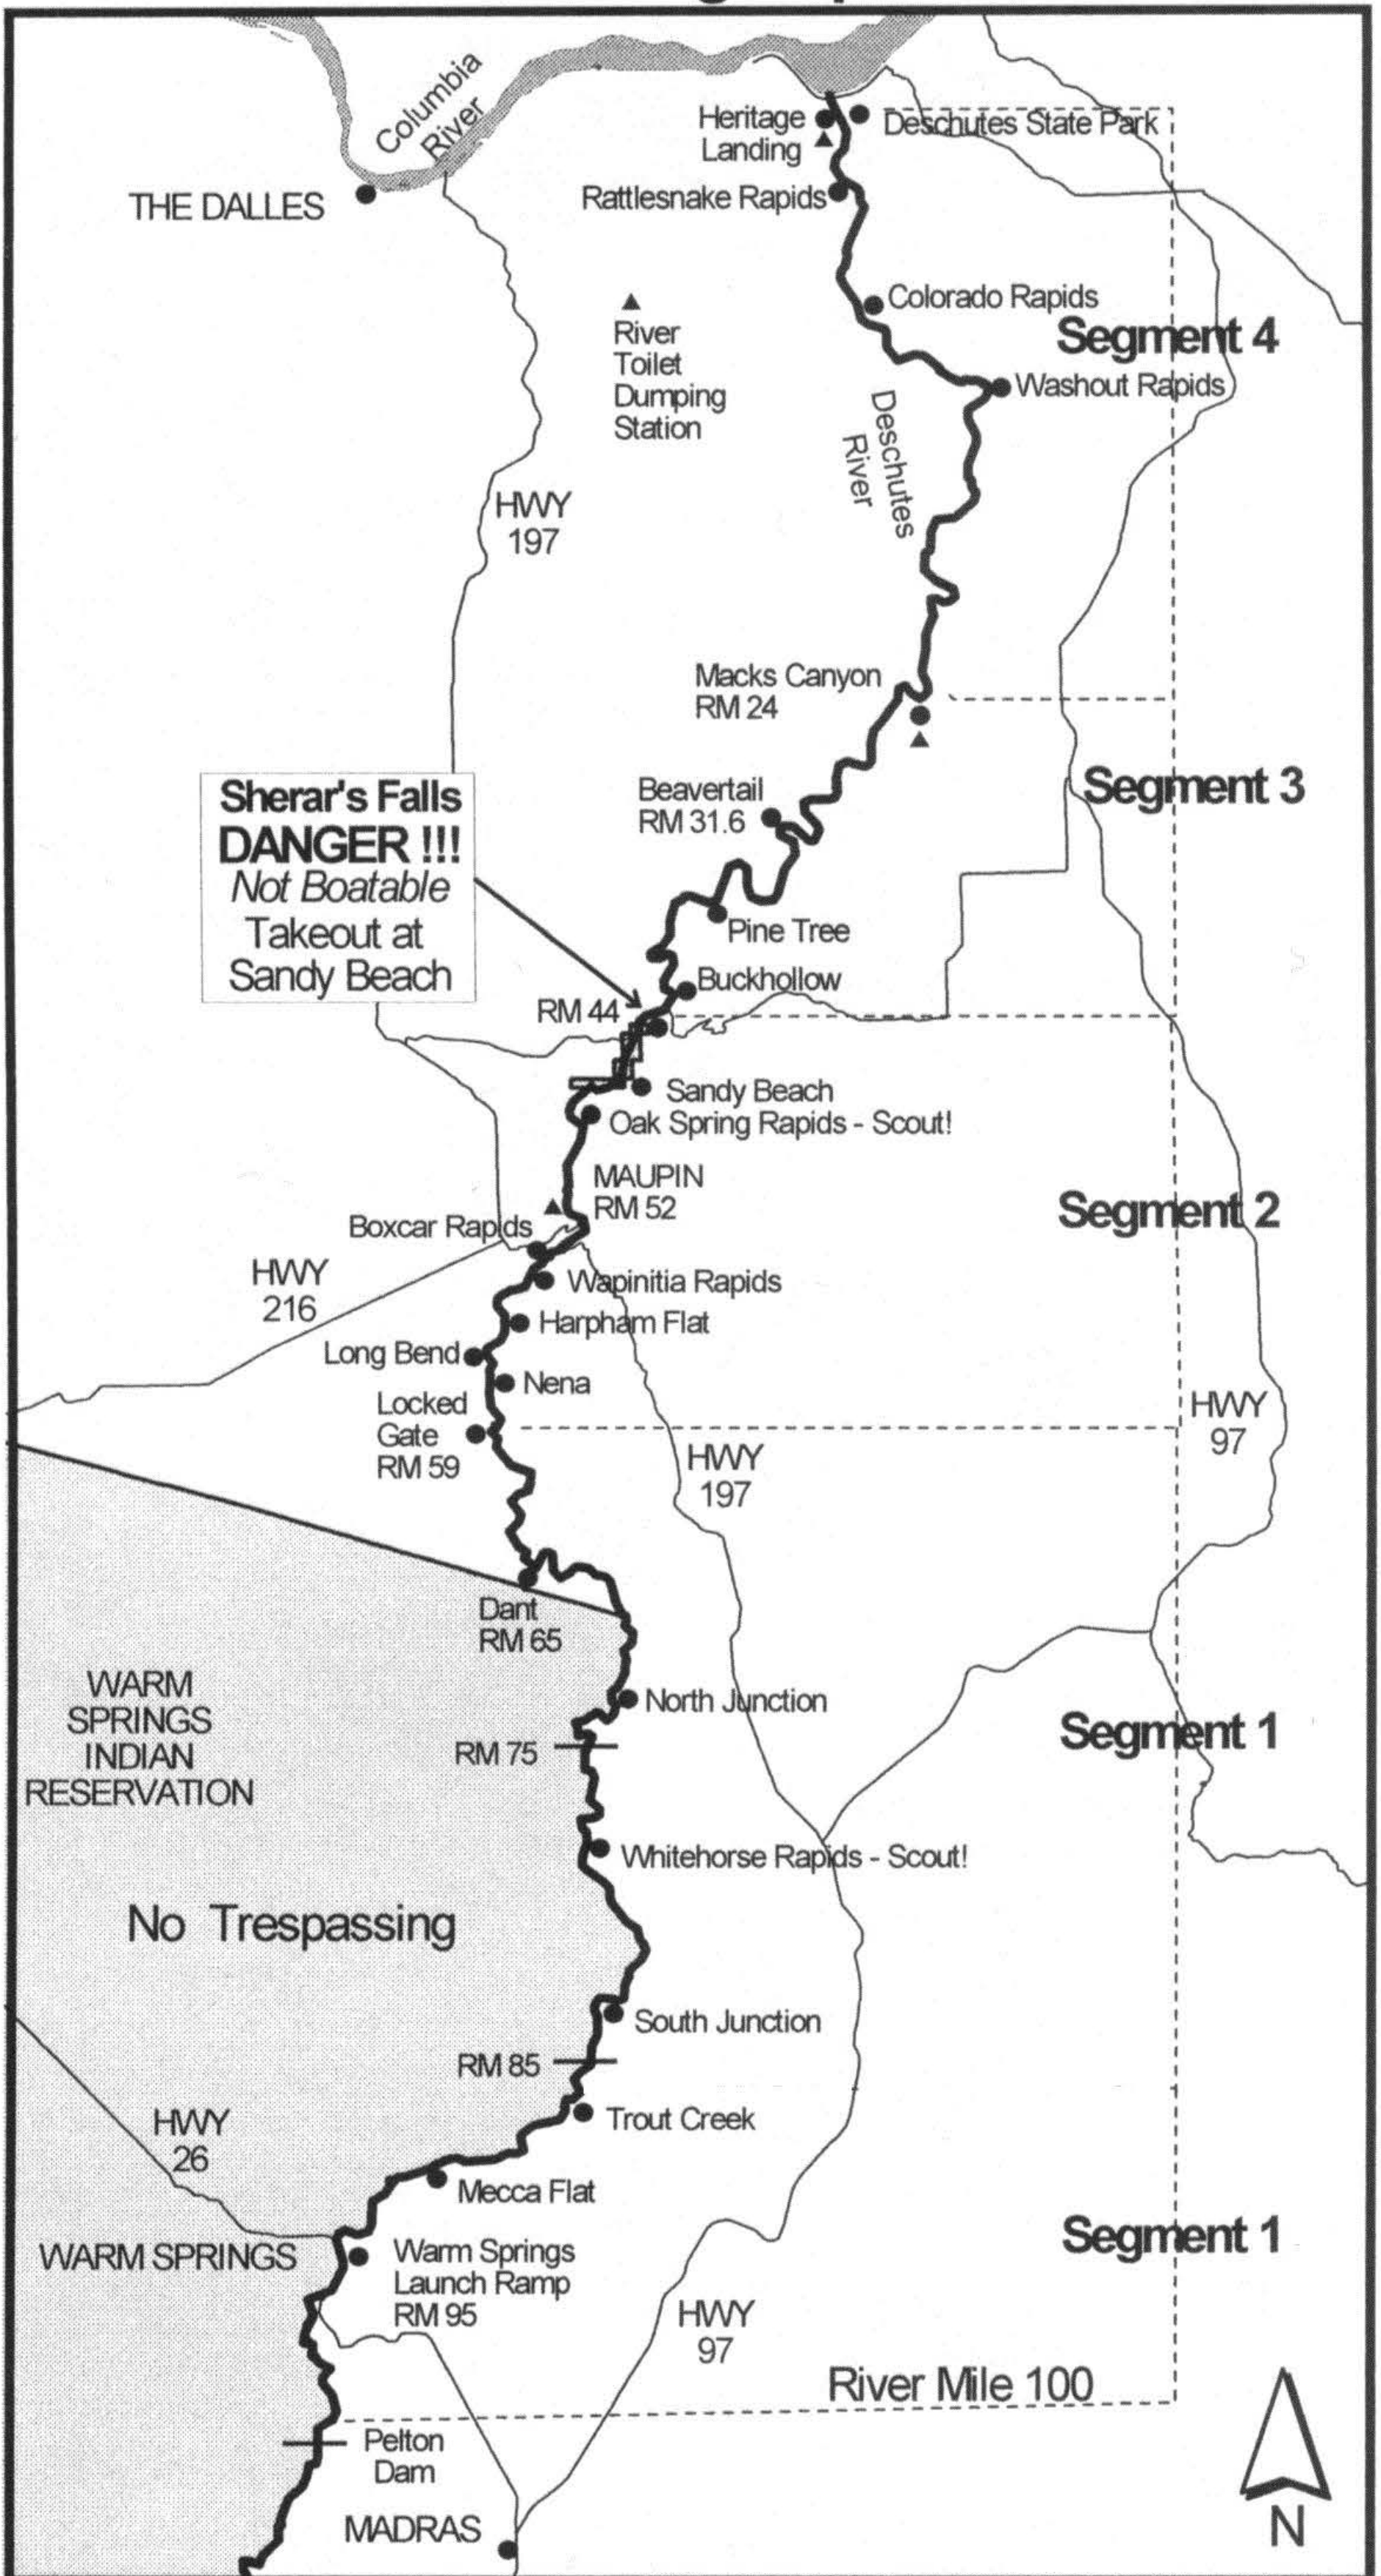 Columbia
River
Heritage
Landing
Deschutes State Park
THE DALLES
Rattlesnake Rapids
River
Toilet
Dumping
Station
Colorado Rapids
Segment 4
Washout Rapids
Deschutes
River
HWY
197
Macks Canyon
RM 24
Beavertail
RM 31.6
Segment 3
Sherar's Falls
DANGER !!!
Not Boatable
Takeout at
Sandy Beach
Pine Tree
Buckhollow
RM 44
Sandy Beach
Oak Spring Rapids - Scout!
MAUPIN
RM 52
Segment 2
Boxcar Rapids
HWY
216
Wapinitia Rapids
Harpham Flat
Long Bend
Nena
Locked
Gate
RM 59
HWY
97
HWY
197
Dant
RM 65
WARM
SPRINGS
INDIAN
RESERVATION
North Junction
RM 75
Segment 1
Whitehorse Rapids - Scout!
No Trespassing
South Junction
RM 85
Trout Creek
HWY
26
Mecca Flat
WARM SPRINGS
Warm Springs
Launch Ramp
RM 95
Segment 1
HWY
97
River Mile 100
Pelton
Dam
MADRAS
N